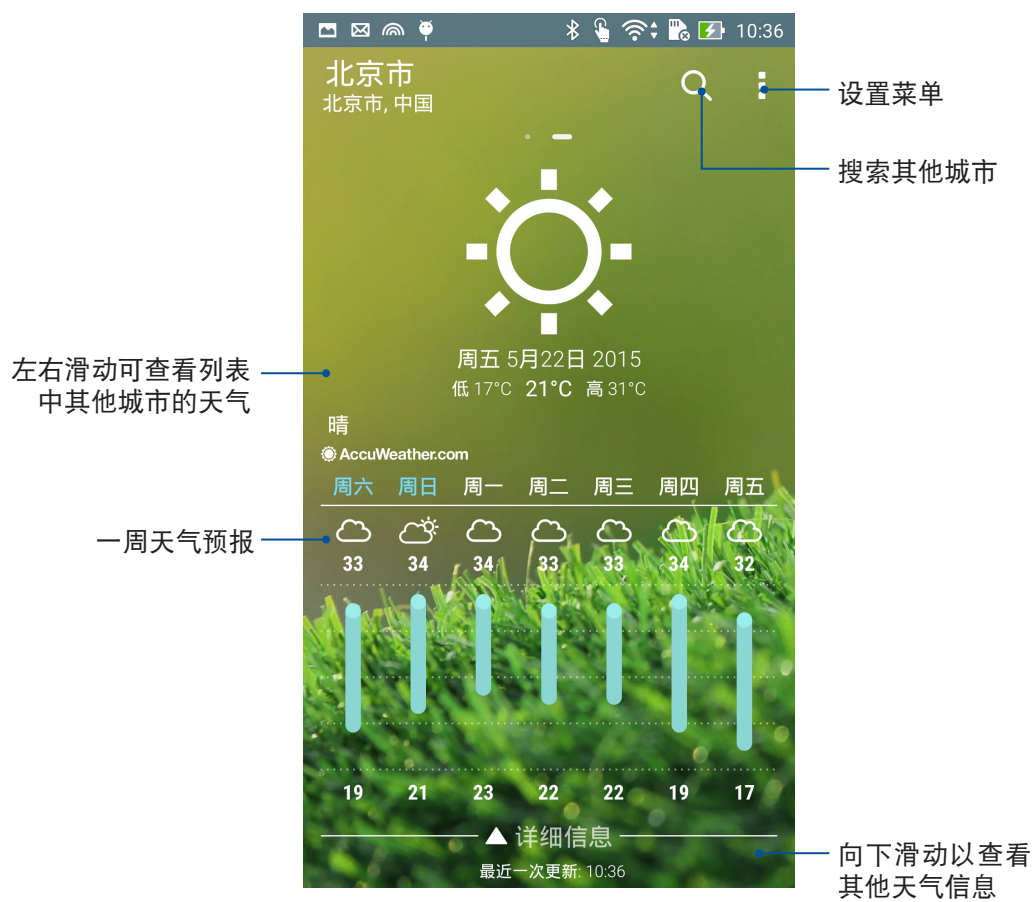 10:36
北京市
北京市, 中国
设置菜单
搜索其他城市
周五 5月22日 2015
低 17°C 21°C 高 31°C
左右滑动可查看列表
中其他城市的天气
晴
AccuWeather.com
周六 周日 周一 周二 周三 周四 周五
一周天气预报
33 34 34 33 33 34 32
19 21 23 22 22 19 17
详细信息
最近一次更新: 10:36
向下滑动以查看
其他天气信息